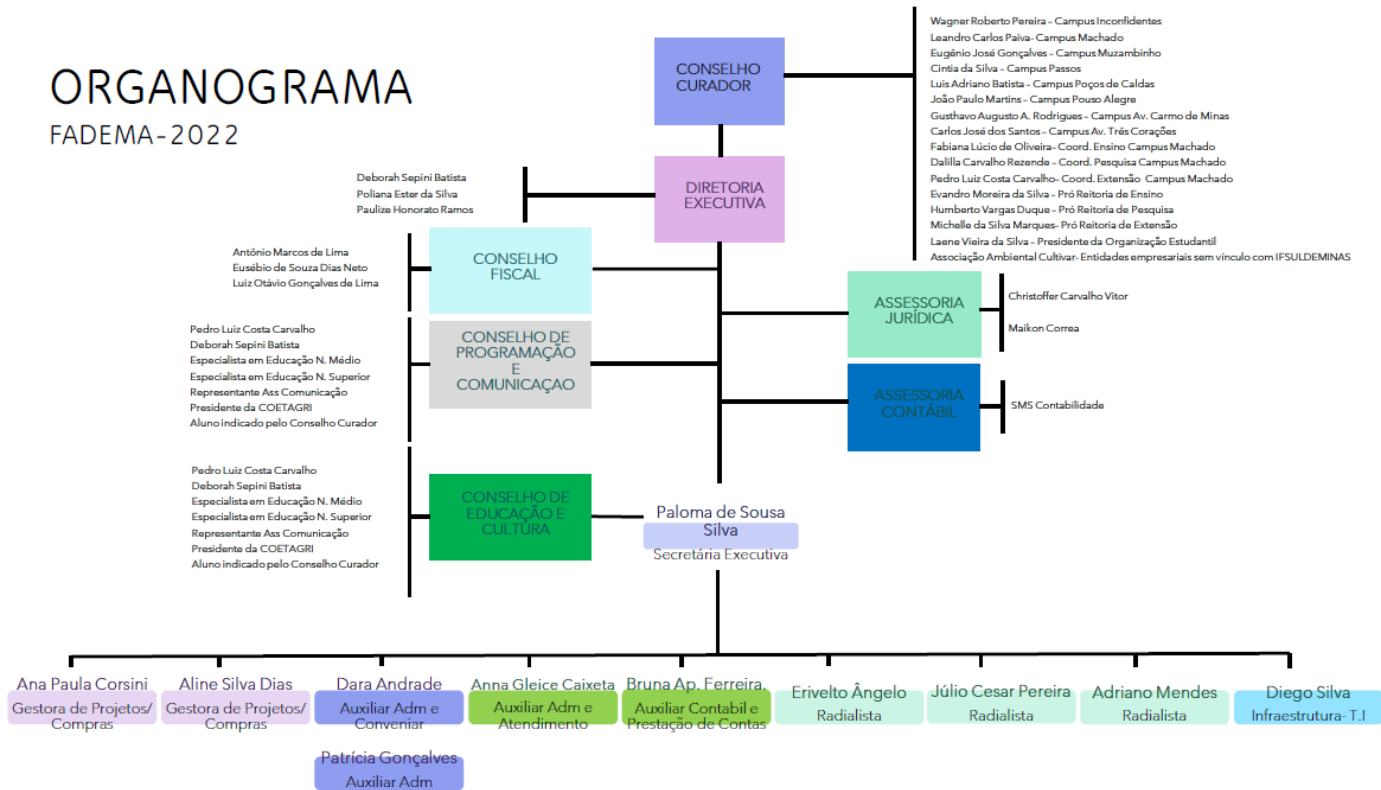 ORGANOGRAMA
FADEMA-2022
CONSELHO
CURADOR
Wagner Roberto Pereira – Campus Inconfidentes
Leandro Carlos Paiva- Campus Machado
Eugênio José Gonçalves – Campus Muzambinho
Cintia da Silva – Campus Passos
Luis Adriano Batista – Campus Poços de Caldas
João Paulo Martins – Campus Pouso Alegre
Gusthavo Augusto A. Rodrigues – Campus Av. Carmo de Minas
Carlos José dos Santos – Campus Av. Três Corações
Fabiana Lúcio de Oliveira– Coord. Ensino Campus Machado
Dalilla Carvalho Rezende – Coord. Pesquisa Campus Machado
Pedro Luiz Costa Carvalho– Coord. Extensão Campus Machado
Evandro Moreira da Silva – Pró Reitoria de Ensino
Humberto Vargas Duque – Pró Reitoria de Pesquisa
Michelle da Silva Marques– Pró Reitoria de Extensão
Laene Vieira da Silva – Presidente da Organização Estudantil
Associação Ambiental Cultivar- Entidades empresariais sem vínculo com IFSULDEMINAS
DIRETORIA
EXECUTIVA
Deborah Sepini Batista
Poliana Ester da Silva
Paulize Honorato Ramos
CONSELHO
FISCAL
Antônio Marcos de Lima
Eusébio de Souza Dias Neto
Luiz Otávio Gonçalves de Lima
ASSESSORIA
JURÍDICA
Christoffer Carvalho Vitor
Maikon Correa
CONSELHO DE
PROGRAMAÇÃO
E
COMUNICAÇAO
Pedro Luiz Costa Carvalho
Deborah Sepini Batista
Especialista em Educação N. Médio
Especialista em Educação N. Superior
Representante Ass Comunicação
Presidente da COETAGRI
Aluno indicado pelo Conselho Curador
ASSESSORIA
CONTÁBIL
SMS Contabilidade
CONSELHO DE
EDUCAÇÃO E
CULTURA
Pedro Luiz Costa Carvalho
Deborah Sepini Batista
Especialista em Educação N. Médio
Especialista em Educação N. Superior
Representante Ass Comunicação
Presidente da COETAGRI
Aluno indicado pelo Conselho Curador
Paloma de Sousa
Silva
Secretária Executiva
Ana Paula Corsini
Gestora de Projetos/
Compras
Aline Silva Dias
Gestora de Projetos/
Compras
Dara Andrade
Auxiliar Adm e
Conveniar
Patrícia Gonçalves
Auxiliar Adm
Anna Gleice Caixeta
Auxiliar Adm e
Atendimento
Bruna Ap. Ferreira.
Auxiliar Contabil e
Prestação de Contas
Erivelto Ângelo
Radialista
Júlio Cesar Pereira
Radialista
Adriano Mendes
Radialista
Diego Silva
Infraestrutura- T.I